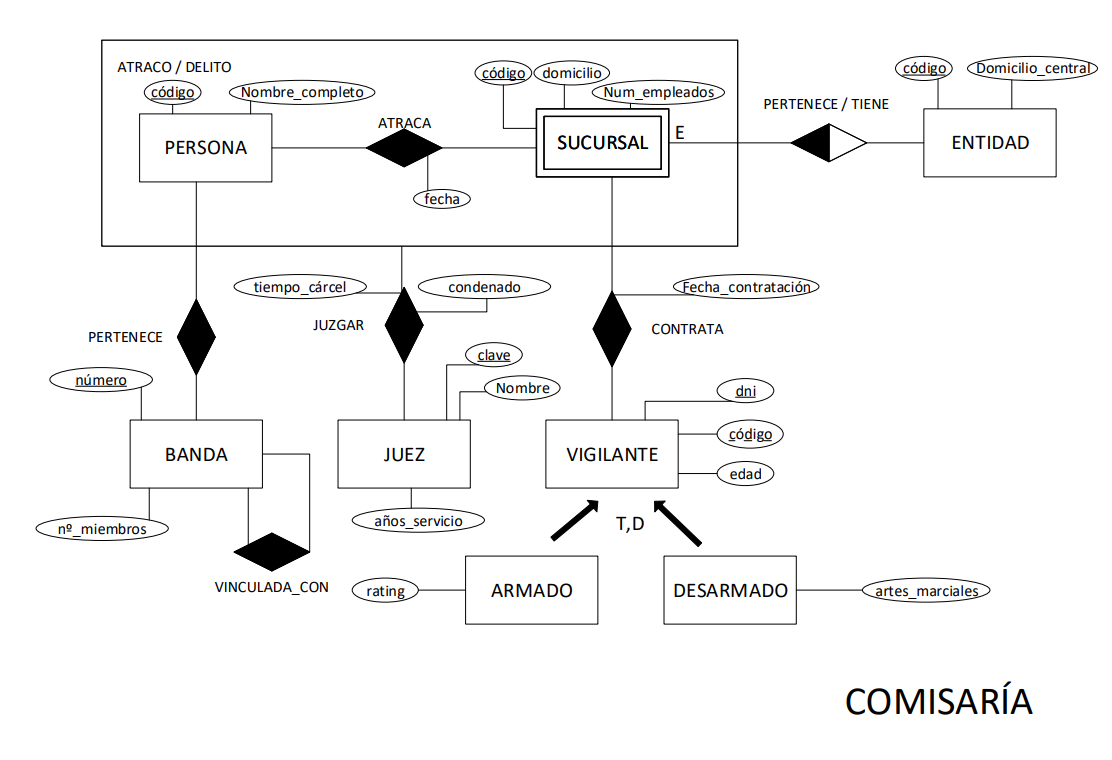 ATRACO / DELITO
código
Nombre_completo
PERSONA
ATRACA
fecha
código
domicilio
Num_empleados
SUCURSAL
E
PERTENECE / TIENE
código
Domicilio_central
ENTIDAD
tiempo_cárcel
condenado
JUZGAR
Fecha_contratación
CONTRATA
PERTENECE
número
BANDA
nº_miembros
VINCULADA_CON
clave
Nombre
JUEZ
años_servicio
dni
código
edad
VIGILANTE
T,D
rating
ARMADO
DESARMADO
artes_marciales
COMISARÍA